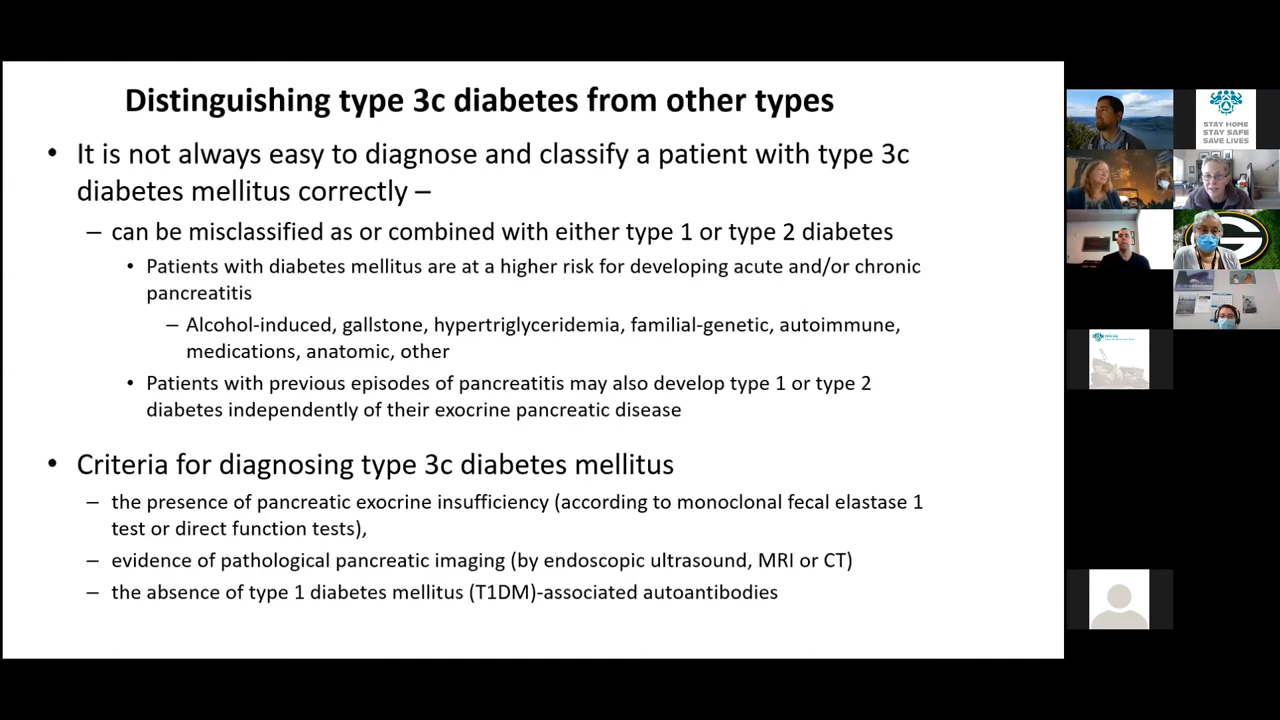 Distinguishing type 3c diabetes from other types
• It is not always easy to diagnose and classify a patient with type 3c
diabetes mellitus correctly –
– can be misclassified as or combined with either type 1 or type 2 diabetes
• Patients with diabetes mellitus are at a higher risk for developing acute and/or chronic
pancreatitis
– Alcohol-induced, gallstone, hypertriglyceridemia, familial-genetic, autoimmune,
medications, anatomic, other
• Patients with previous episodes of pancreatitis may also develop type 1 or type 2
diabetes independently of their exocrine pancreatic disease
• Criteria for diagnosing type 3c diabetes mellitus
– the presence of pancreatic exocrine insufficiency (according to monoclonal fecal elastase 1
test or direct function tests),
– evidence of pathological pancreatic imaging (by endoscopic ultrasound, MRI or CT)
– the absence of type 1 diabetes mellitus (T1DM)-associated autoantibodies
STAY HOME
STAY SAFE
SAVE LIVES
G